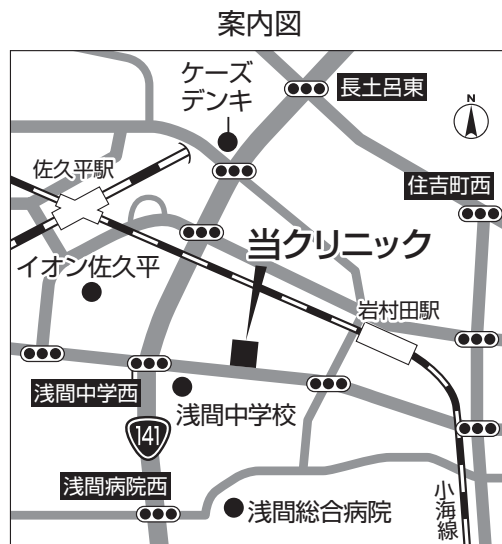 案内図
ケーズ
デンキ
長土呂東
N
佐久平駅
住吉町西
当クリニック
イオン佐久平
岩村田駅
浅間中学西
浅間中学校
141
浅間病院西
浅間総合病院
小海線